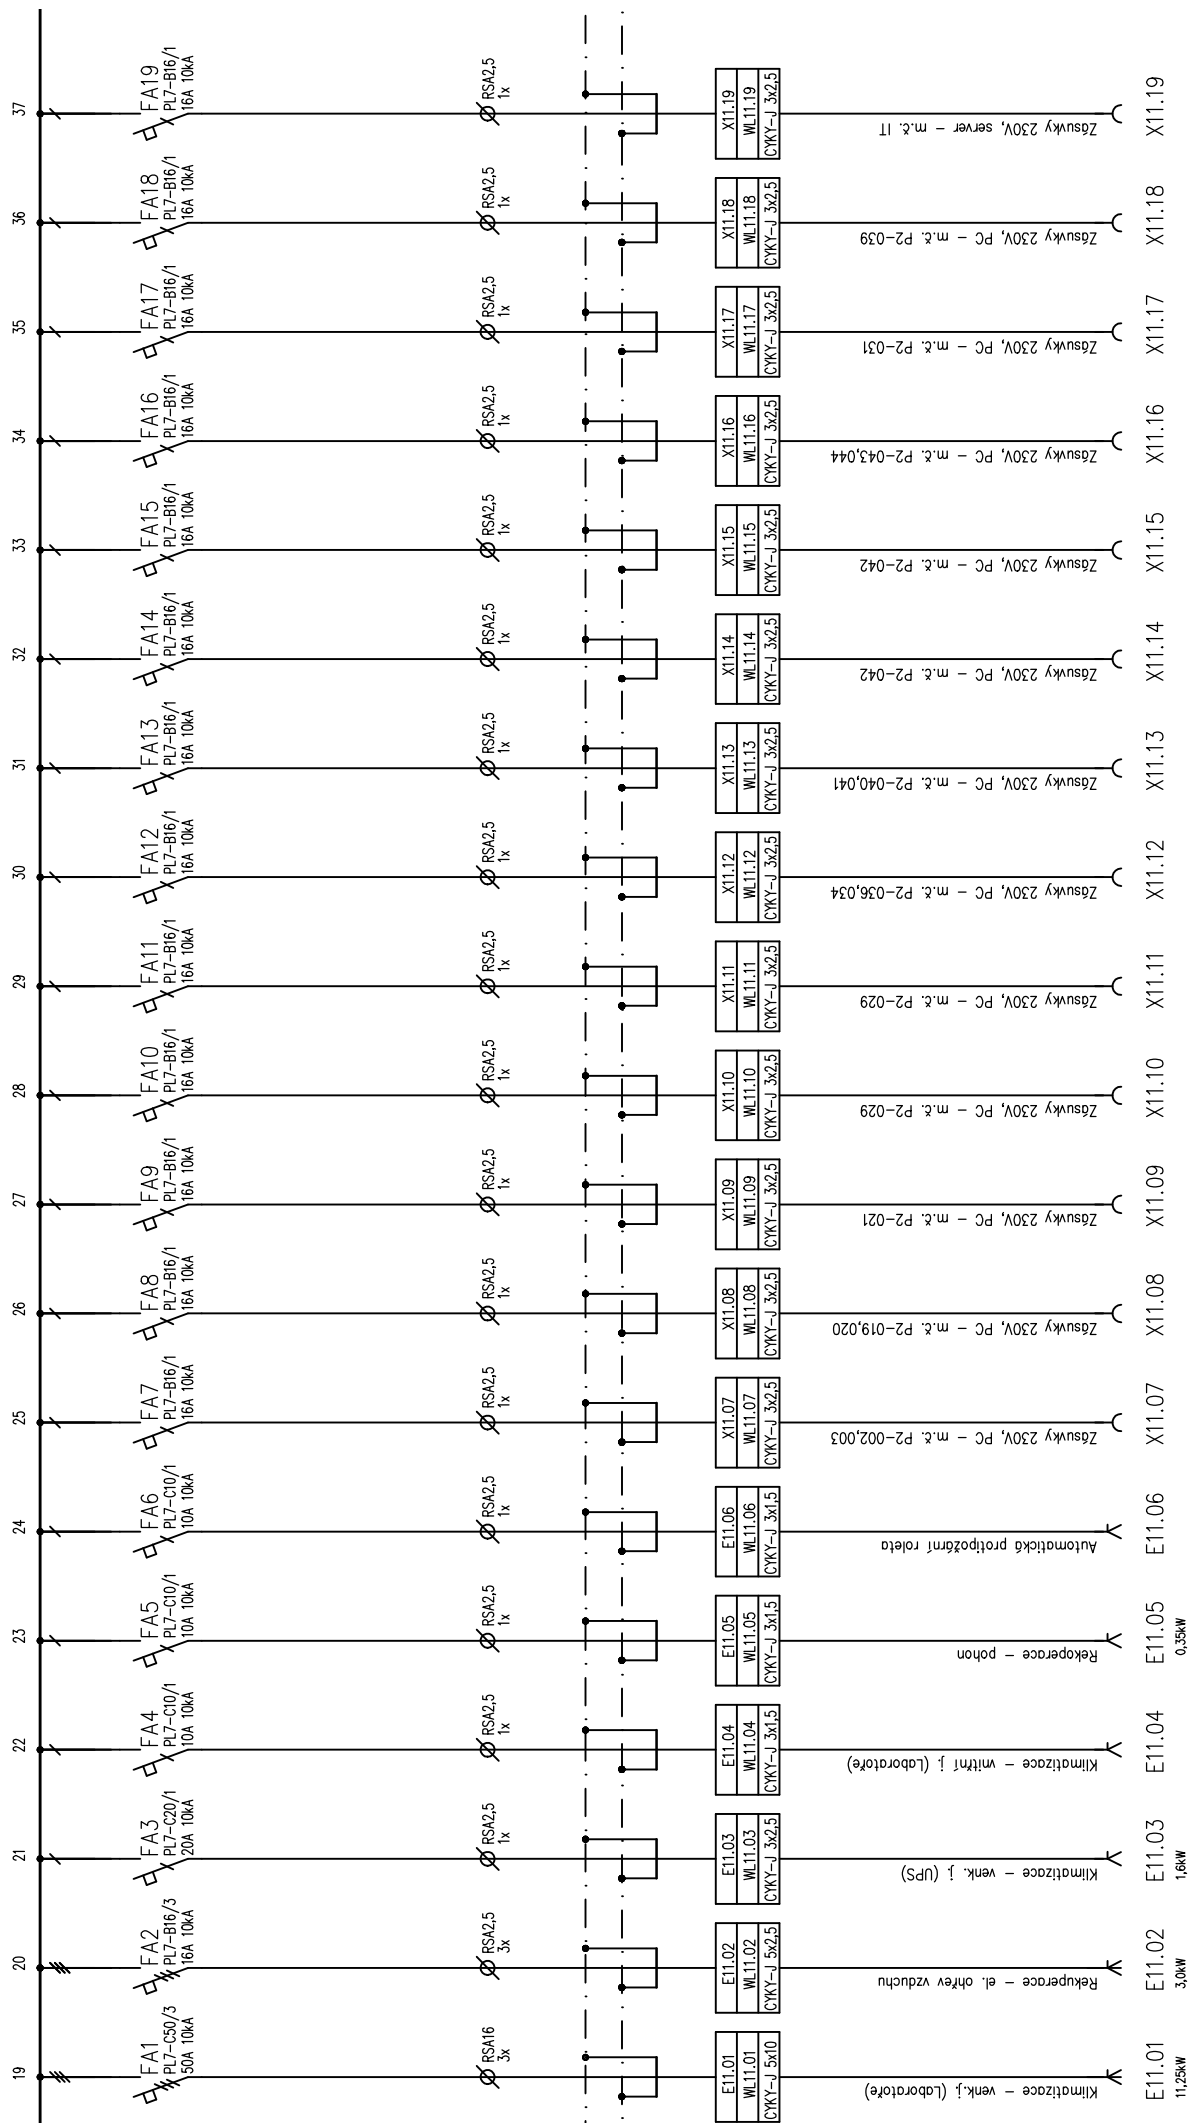 37
FA19
PL7-B16/1
16A 10kA
RSA2,5
1x
X11.19
WL11.19
CYKY-J 3x2,5
Zásuvky 230V, server - m.č. IT
X11.19
36
FA18
PL7-B16/1
16A 10kA
RSA2,5
1x
X11.18
WL11.18
CYKY-J 3x2,5
Zásuvky 230V, PC - m.č. P2-039
X11.18
35
FA17
PL7-B16/1
16A 10kA
RSA2,5
1x
X11.17
WL11.17
CYKY-J 3x2,5
Zásuvky 230V, PC - m.č. P2-031
X11.17
34
FA16
PL7-B16/1
16A 10kA
RSA2,5
1x
X11.16
WL11.16
CYKY-J 3x2,5
Zásuvky 230V, PC - m.č. P2-043,044
X11.16
33
FA15
PL7-B16/1
16A 10kA
RSA2,5
1x
X11.15
WL11.15
CYKY-J 3x2,5
Zásuvky 230V, PC - m.č. P2-042
X11.15
32
FA14
PL7-B16/1
16A 10kA
RSA2,5
1x
X11.14
WL11.14
CYKY-J 3x2,5
Zásuvky 230V, PC - m.č. P2-042
X11.14
31
FA13
PL7-B16/1
16A 10kA
RSA2,5
1x
X11.13
WL11.13
CYKY-J 3x2,5
Zásuvky 230V, PC - m.č. P2-040,041
X11.13
30
FA12
PL7-B16/1
16A 10kA
RSA2,5
1x
X11.12
WL11.12
CYKY-J 3x2,5
Zásuvky 230V, PC - m.č. P2-036,034
X11.12
29
FA11
PL7-B16/1
16A 10kA
RSA2,5
1x
X11.11
WL11.11
CYKY-J 3x2,5
Zásuvky 230V, PC - m.č. P2-029
X11.11
28
FA10
PL7-B16/1
16A 10kA
RSA2,5
1x
X11.10
WL11.10
CYKY-J 3x2,5
Zásuvky 230V, PC - m.č. P2-029
X11.10
27
FA9
PL7-B16/1
16A 10kA
RSA2,5
1x
X11.09
WL11.09
CYKY-J 3x2,5
Zásuvky 230V, PC - m.č. P2-021
X11.09
26
FA8
PL7-B16/1
16A 10kA
RSA2,5
1x
X11.08
WL11.08
CYKY-J 3x2,5
Zásuvky 230V, PC - m.č. P2-019,020
X11.08
25
FA7
PL7-B16/1
16A 10kA
RSA2,5
1x
X11.07
WL11.07
CYKY-J 3x2,5
Zásuvky 230V, PC - m.č. P2-002,003
X11.07
24
FA6
PL7-C10/1
10A 10kA
RSA2,5
1x
E11.06
WL11.06
CYKY-J 3x1,5
Automatická protipožární roleta
E11.06
23
FA5
PL7-C10/1
10A 10kA
RSA2,5
1x
E11.05
WL11.05
CYKY-J 3x1,5
Rekoperace - pohon
E11.05
0,35kW
22
FA4
PL7-C10/1
10A 10kA
RSA2,5
1x
E11.04
WL11.04
CYKY-J 3x1,5
Klimatizace - vnitřní j. (Laboratoře)
E11.04
21
FA3
PL7-C20/1
20A 10kA
RSA2,5
1x
E11.03
WL11.03
CYKY-J 3x2,5
Klimatizace - venk. j. (UPS)
E11.03
1,6kW
20
FA2
PL7-B16/3
16A 10kA
RSA2,5
3x
E11.02
WL11.02
CYKY-J 5x2,5
Rekuperace - el. ohřev vzduchu
E11.02
3,0kW
19
FA1
PL7-C50/3
50A 10kA
RSA16
3x
E11.01
WL11.01
CYKY-J 5x10
Klimatizace - venk.j. (Laboratoře)
E11.01
11,25kW